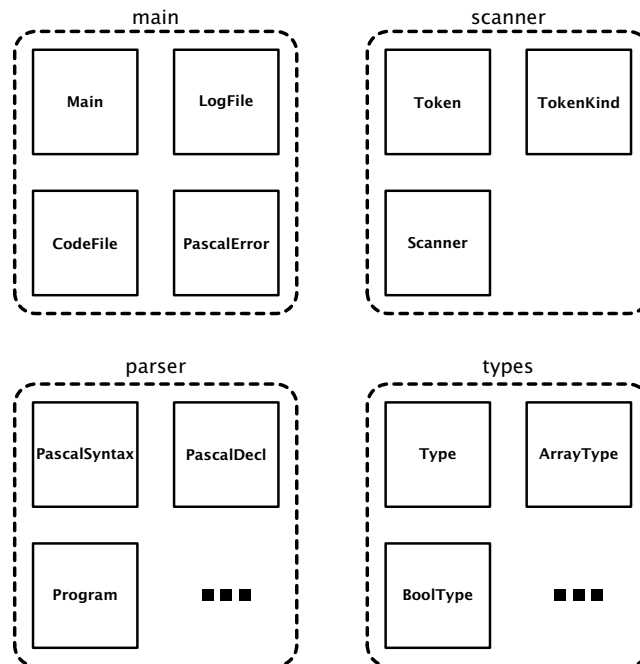 main
Main
LogFile
CodeFile
PascalError
scanner
Token
TokenKind
Scanner
parser
PascalSyntax
PascalDecl
Program
types
Type
ArrayType
BoolType